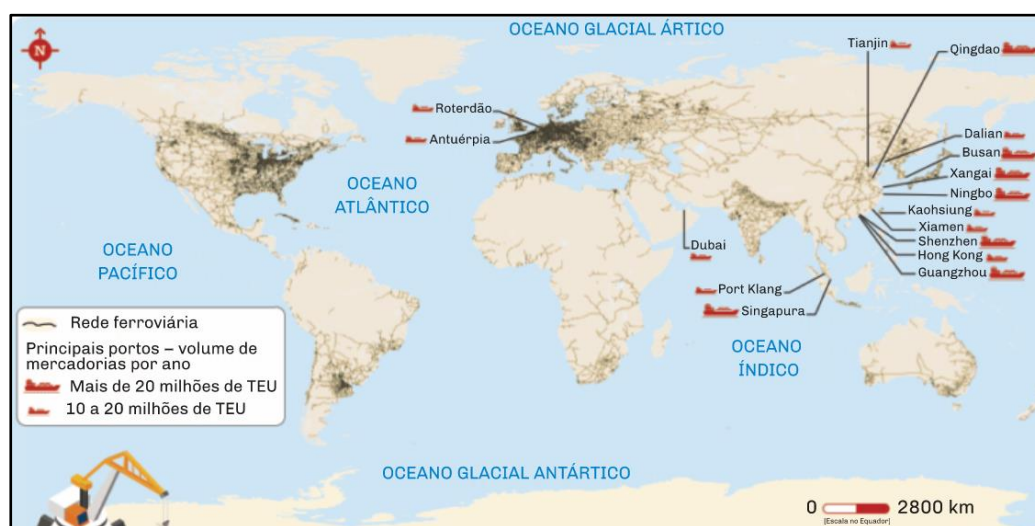 OCEANO GLACIAL ÁRTICO
N
Tianjin
Qingdao
Roterdão
Antuérpia
Dalian
Busan
Xangai
Ningbo
Kaohsiung
Xiamen
Shenzhen
Hong Kong
Guangzhou
OCEANO
ATLÂNTICO
OCEANO
PACÍFICO
Dubai
Port Klang
Singapura
OCEANO
ÍNDICO
Rede ferroviária
Principais portos – volume de
mercadorias por ano
Mais de 20 milhões de TEU
10 a 20 milhões de TEU
OCEANO GLACIAL ANTÁRTICO
0 2800 km
(Escala no Equador)